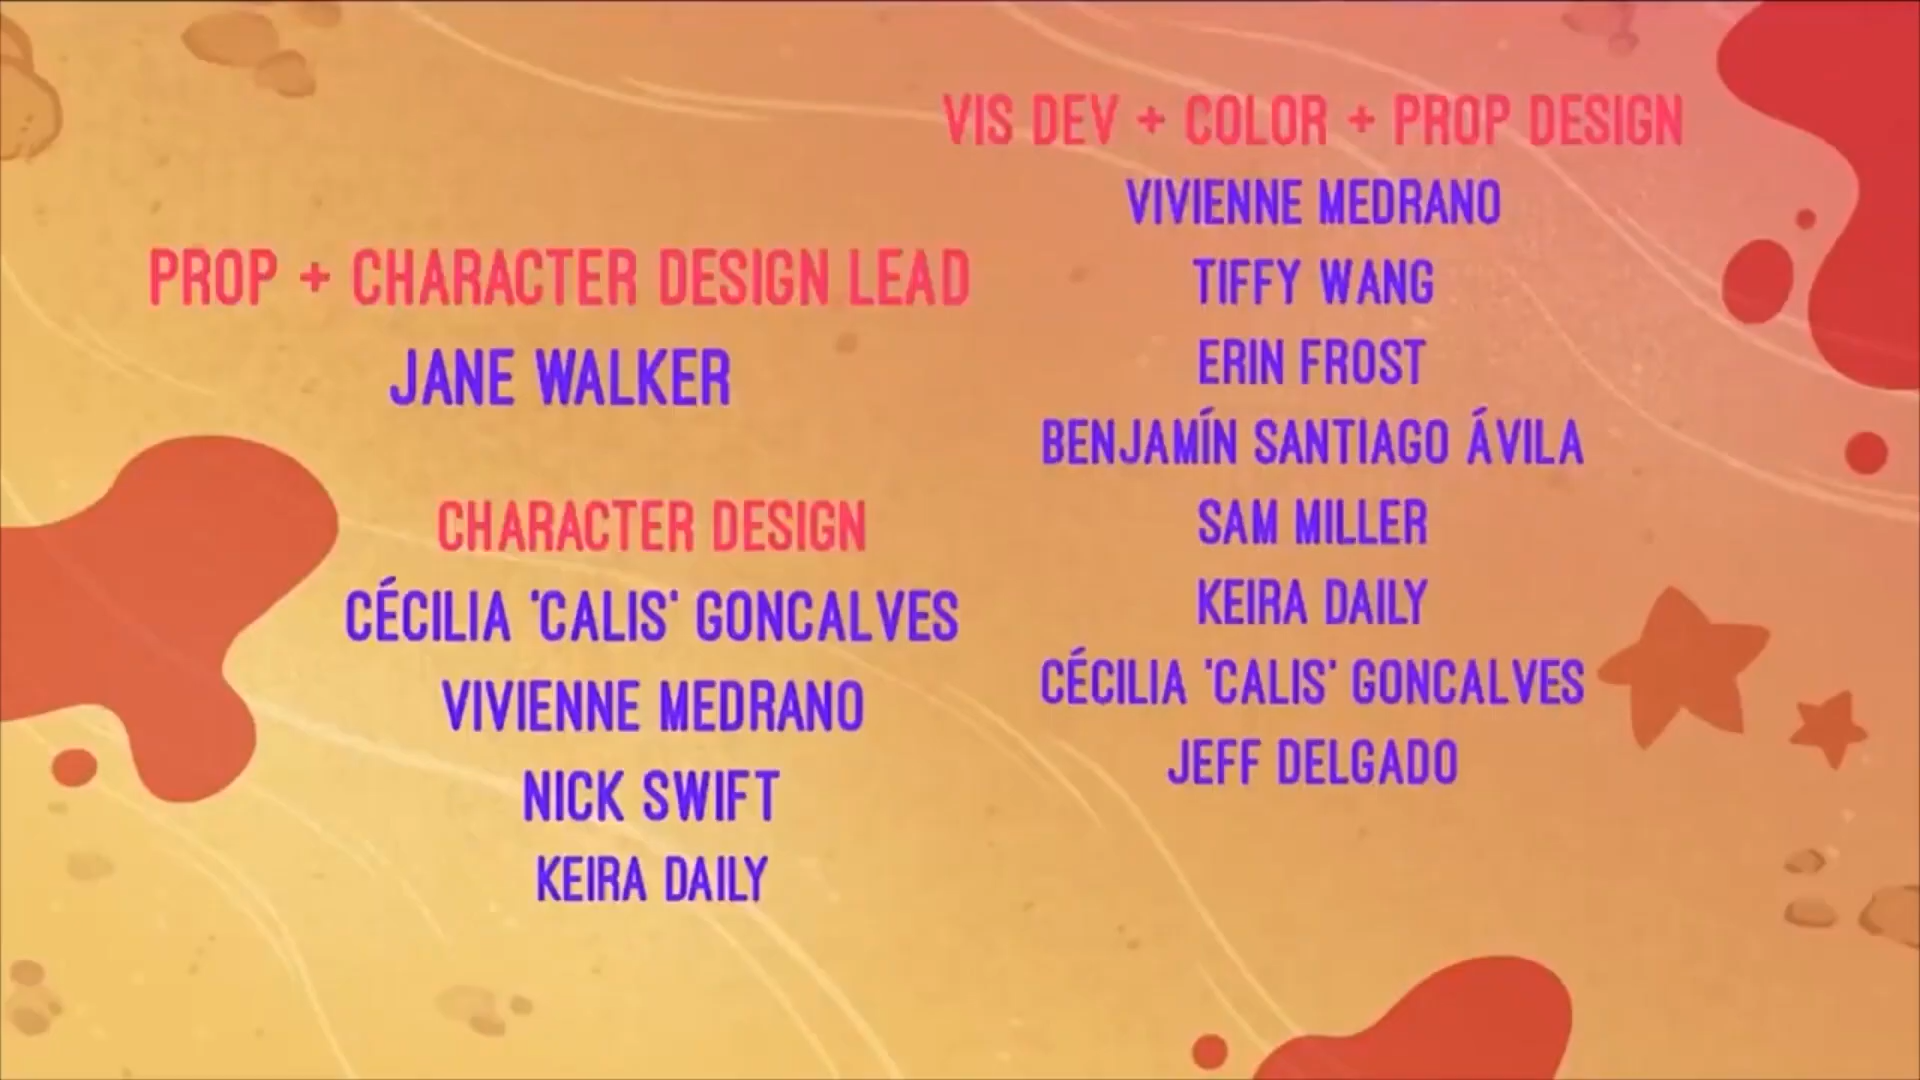 PROP + CHARACTER DESIGN LEAD
JANE WALKER
CHARACTER DESIGN
CÉCILIA 'CALIS' GONCALVES
VIVIENNE MEDRANO
NICK SWIFT
KEIRA DAILY
VIS DEV + COLOR + PROP DESIGN
VIVIENNE MEDRANO
TIFFY WANG
ERIN FROST
BENJAMÍN SANTIAGO ÁVILA
SAM MILLER
KEIRA DAILY
CÉCILIA 'CALIS' GONCALVES
JEFF DELGADO